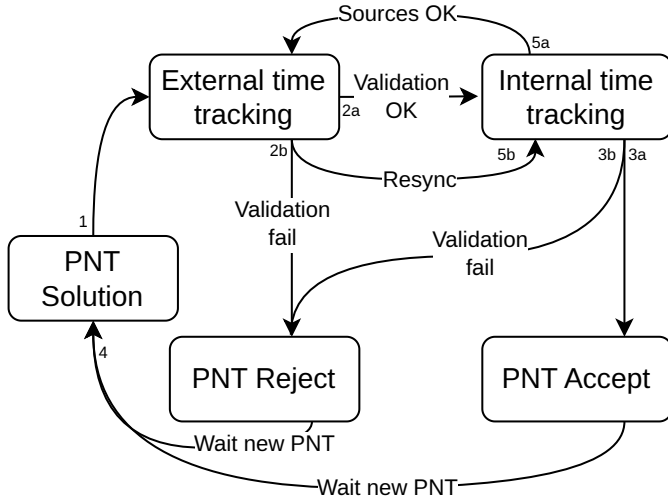 Sources OK
5a
External time
tracking
Validation
OK
2a
Internal time
tracking
2b
5b
3b
3a
Resync
Validation
fail
Validation
fail
1
PNT
Solution
4
PNT Reject
PNT Accept
Wait new PNT
Wait new PNT